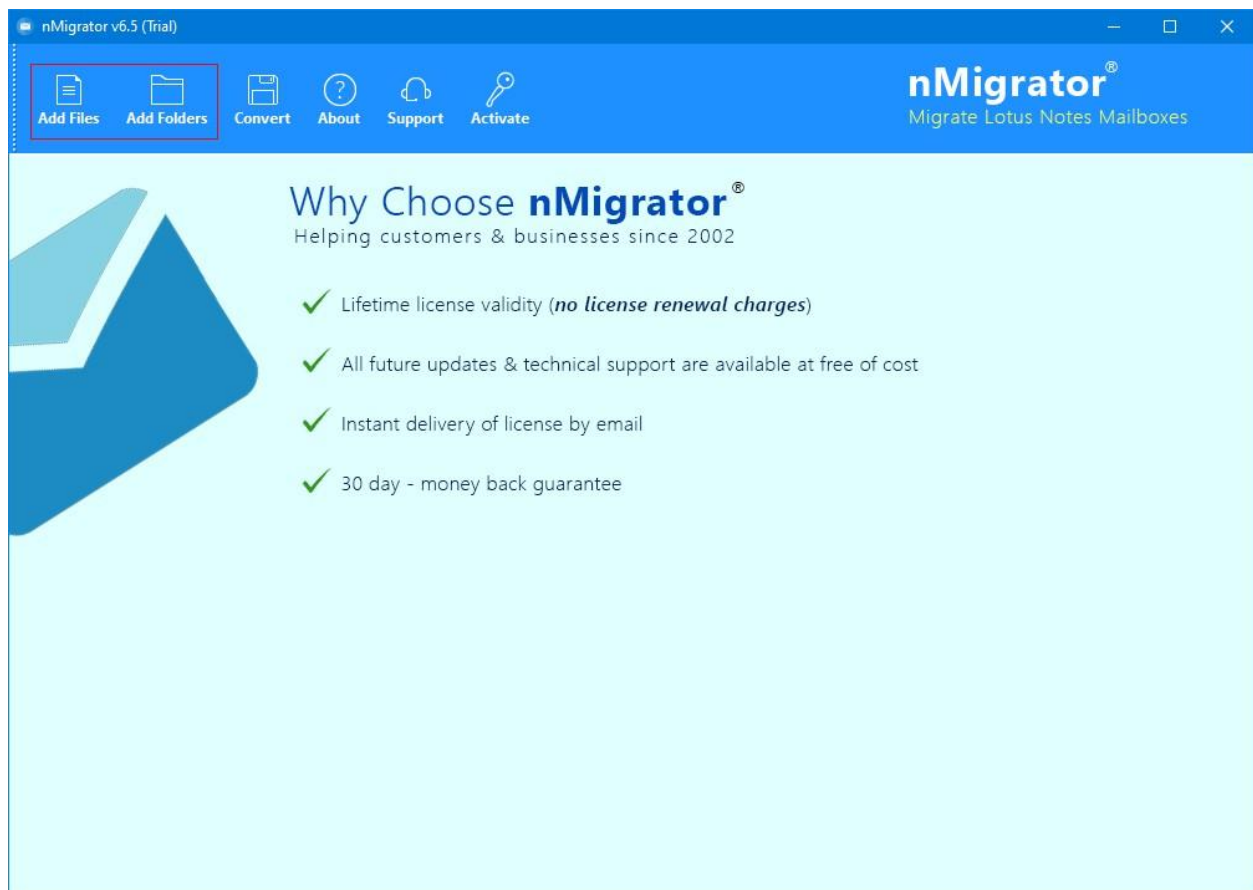 nMigrator v6.5 (Trial)
Add Files Add Folders Convert About Support Activate
nMigrator®
Migrate Lotus Notes Mailboxes
Why Choose nMigrator®
Helping customers & businesses since 2002
Lifetime license validity (no license renewal charges)
All future updates & technical support are available at free of cost
Instant delivery of license by email
30 day - money back guarantee